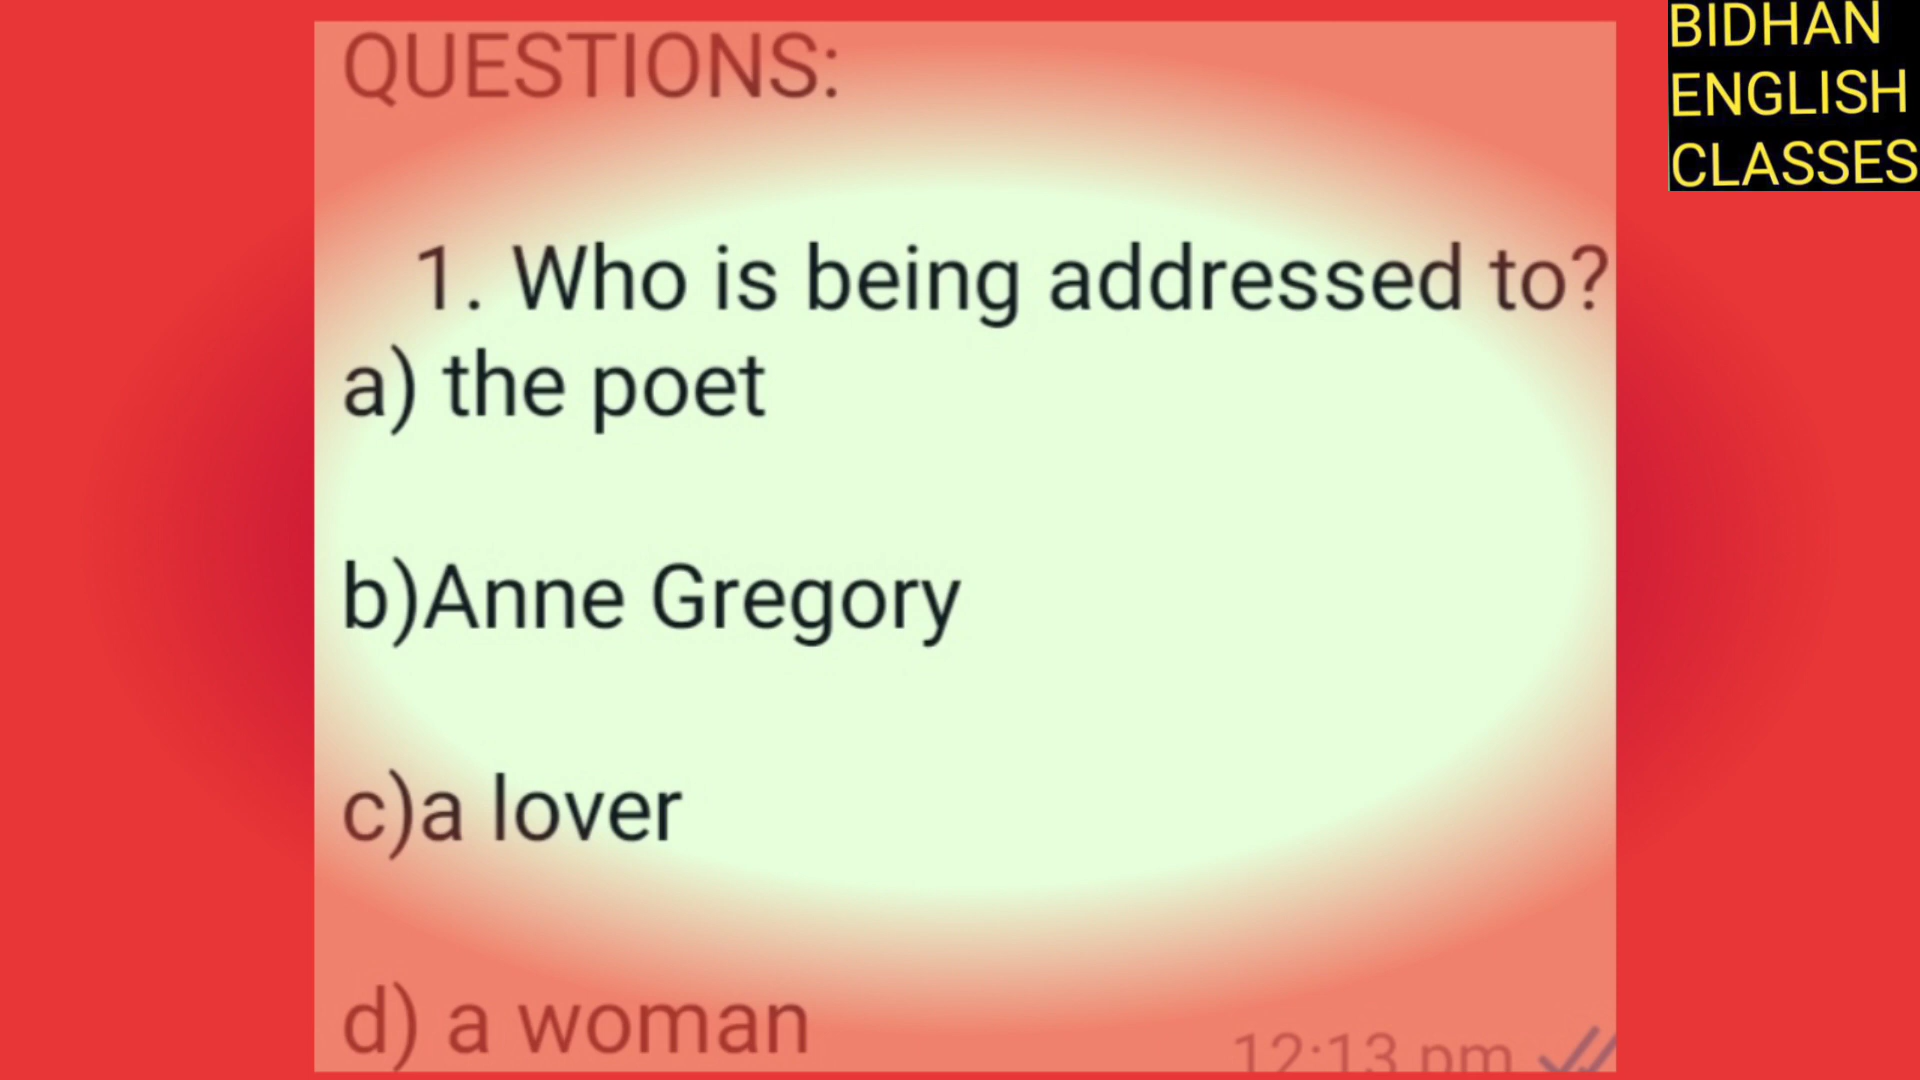 QUESTIONS:
BIDHAN
ENGLISH
CLASSES
1. Who is being addressed to?
a) the poet
b)Anne Gregory
c)a lover
d) a woman
12:13 pm